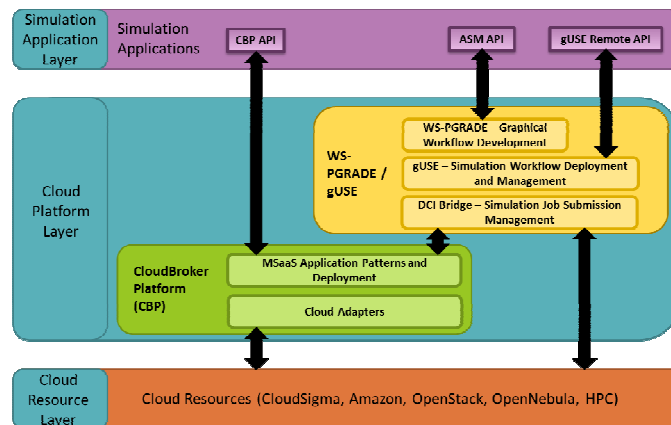 Simulation
Application
Layer
Simulation
Applications
CBP API
ASM API
gUSE Remote API
Cloud
Platform
Layer
WS-
PGRADE /
gUSE
WS-PGRADE – Graphical
Workflow Development
gUSE – Simulation Workflow Deployment
and Management
DCI Bridge – Simulation Job Submission
Management
CloudBroker
Platform
(CBP)
MSaaS Application Patterns and
Deployment
Cloud Adapters
Cloud
Resource
Layer
Cloud Resources (CloudSigma, Amazon, OpenStack, OpenNebula, HPC)